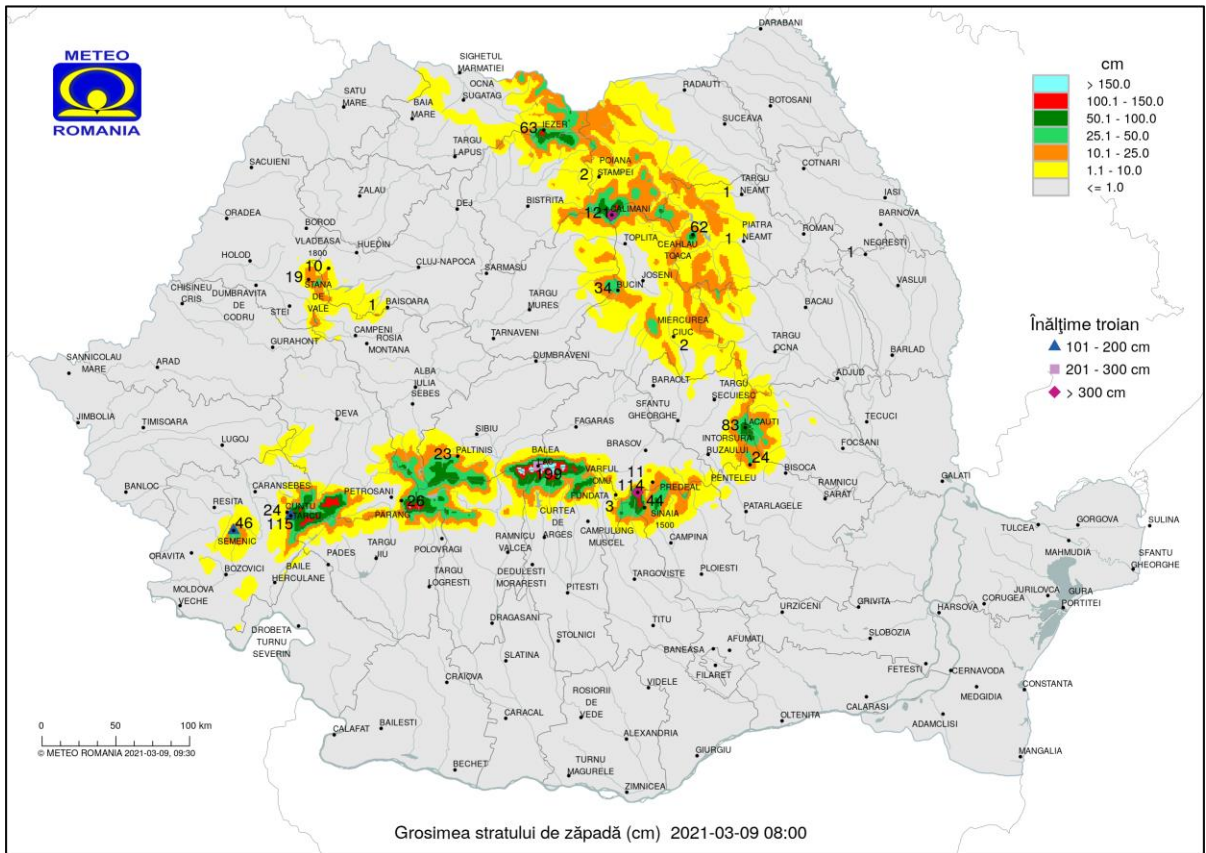 METEO
ROMANIA
cm
> 150.0
100.1 - 150.0
50.1 - 100.0
25.1 - 50.0
10.1 - 25.0
1.1 - 10.0
<= 1.0
Înălţime troian
101 - 200 cm
201 - 300 cm
> 300 cm
DARABANI
SIGHETUL
MARMATIEI
OCNA
SUGATAG
SATU
MARE
BAIA
MARE
RADAUTI
BOTOSANI
SUCEAVA
63
IEZER
TARGU
LAPUS
POIANA
STAMPEI
2
COTNARI
SACUIENI
ZALAU
TARGU
NEAMT
1
IASI
BARNOVA
DEJ
BISTRITA
121
CALIMANI
ORADEA
BOROD
VLADEASA
1800
HUEDIN
62
PIATRA
NEAMT
1
ROMAN
NEGRESTI
1
TOPLITA
CEAHLAU
TOACA
HOLOD
10
19
STANA
DE
VALE
CLUJ-NAPOCA
SARMASU
JOSENI
BUCIN
34
VASLUI
CHISINEU
CRIS
DUMBRAVITA
DE
CODRU
STEI
1
BAISOARA
TARGU
MURES
BACAU
MIERCUREA
CIUC
2
CAMPENI
ROSIA
MONTANA
TARNAVENI
TARGU
OCNA
GURAHONT
SANNICOLAU
MARE
ARAD
DUMBRAVENI
BARLAD
ALBA
IULIA
SEBES
BARAOLT
TARGU
SECUIESC
ADJUD
SFANTU
GHEORGHE
JIMBOLIA
TIMISOARA
DEVA
FAGARAS
83
LACAUTI
TECUCI
LUGOJ
SIBIU
BRASOV
INTORSURA
BUZAULUI
FOCSANI
23
PALTINIS
BALEA
LAC
199
VARFUL
OMU
11
114
24
PENTELEU
BISOCA
GALATI
BANLOC
RESITA
CARANSEBES
PETROSANI
FUNDATA
PREDEAL
RAMNICU
SARAT
24
CUNTU
TARCU
115
26
PARANG
3
44
SINAIA
1500
PATARLAGELE
46
SEMENIC
CURTEA
DE
ARGES
CAMPULUNG
MUSCEL
CAMPINA
TULCEA
GORGOVA
SULINA
ORAVITA
PADES
TARGU
JIU
POLOVRAGI
RAMNICU
VALCEA
MAHMUDIA
SFANTU
GHEORGHE
BOZOVICI
BAILE
HERCULANE
TARGU
LOGRESTI
DEDULESTI
MORARESTI
PITESTI
TARGOVISTE
PLOIESTI
MOLDOVA
VECHE
JURILOVCA
GURA
PORTITEI
CORUGEA
URZICENI
GRIVITA
HARSOVA
DROBETA
TURNU
SEVERIN
DRAGASANI
STOLNICI
TITU
BANEASA
AFUMATI
SLOBOZIA
SLATINA
FILARET
FETESTI
CERNAVODA
CRAIOVA
ROSIORII
DE
VEDE
VIDELE
MEDGIDIA
CONSTANTA
CALARASI
0 50 100 km
CALAFAT
BAILESTI
CARACAL
OLTENITA
ADAMCLISI
ALEXANDRIA
© METEO ROMANIA 2021-03-09, 09:30
GIURGIU
MANGALIA
BECHET
TURNU
MAGURELE
ZIMNICEA
Grosimea stratului de zăpadă (cm) 2021-03-09 08:00